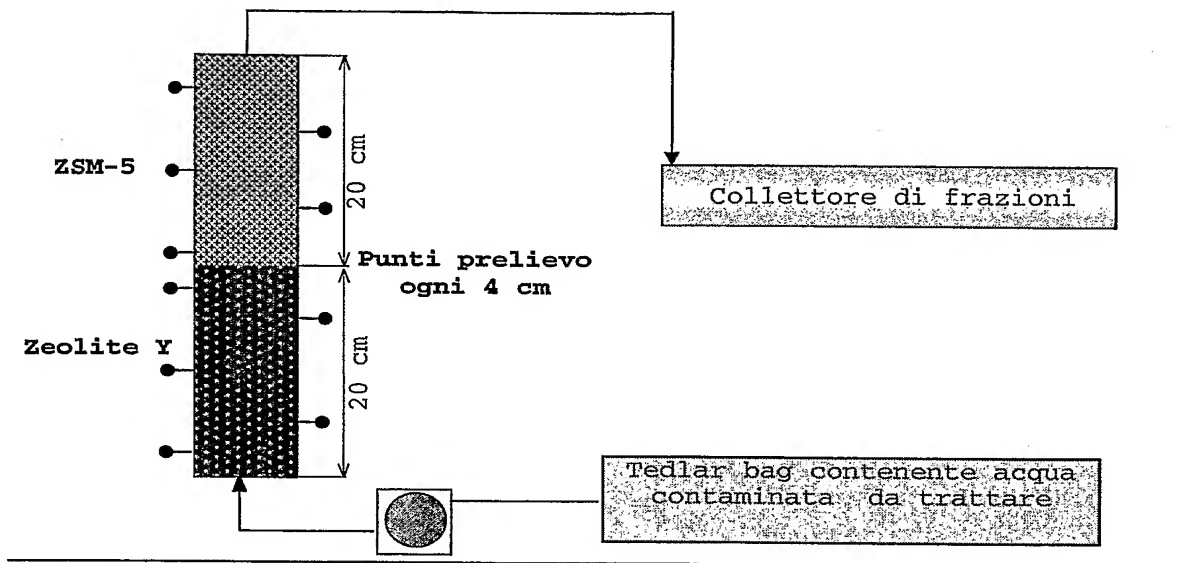 ZSM-5
20 cm
Collettore di frazioni
Punti prelievo
ogni 4 cm
Zeolite Y
20 cm
Tedlar bag contenente acqua
contaminata da trattare